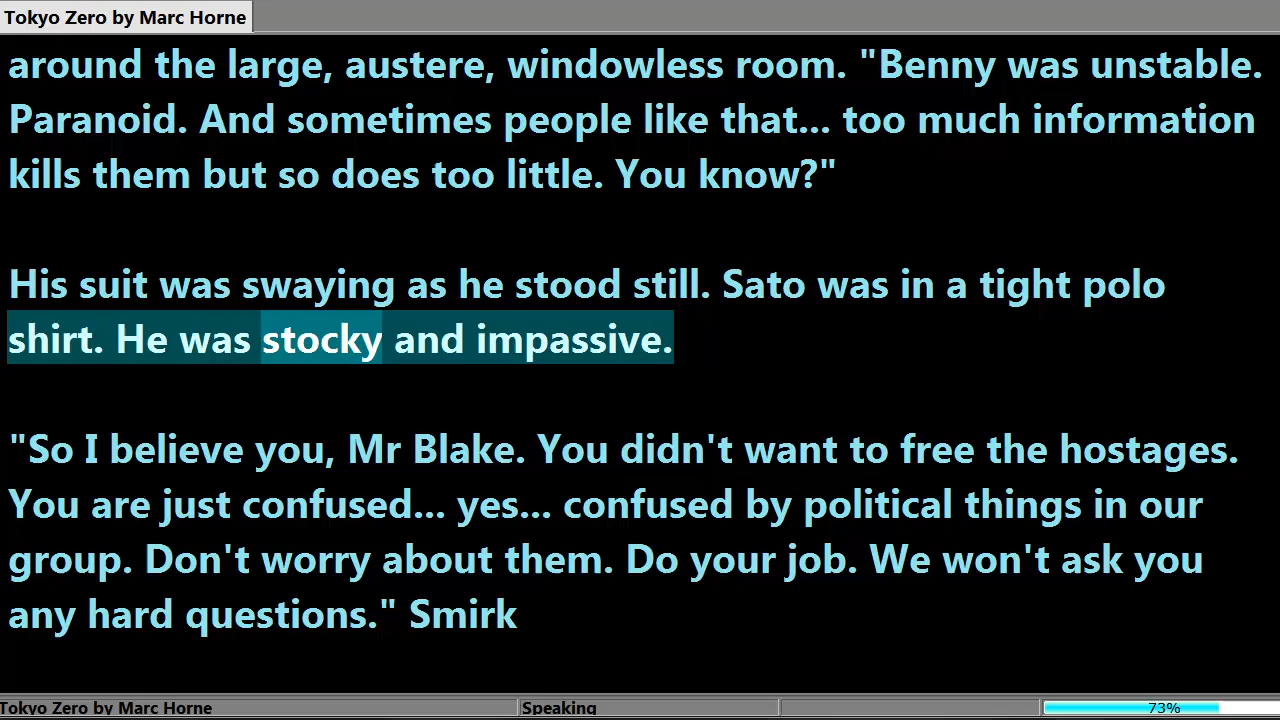 Tokyo Zero by Marc Horne
around the large, austere, windowless room. "Benny was unstable.
Paranoid. And sometimes people like that... too much information
kills them but so does too little. You know?"
His suit was swaying as he stood still. Sato was in a tight polo
shirt. He was stocky and impassive.
"So I believe you, Mr Blake. You didn't want to free the hostages.
You are just confused... yes... confused by political things in our
group. Don't worry about them. Do your job. We won't ask you
any hard questions." Smirk
Tokyo Zero by Marc Horne Speaking 73%